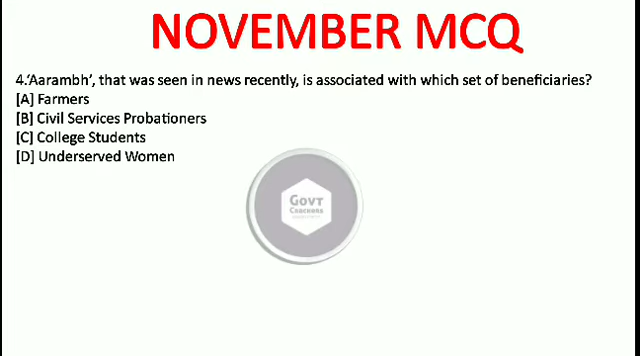 NOVEMBER MCQ
4.‘Aarambh’, that was seen in news recently, is associated with which set of beneficiaries?
[A] Farmers
[B] Civil Services Probationers
[C] College Students
[D] Underserved Women
GOVT
COACHERS